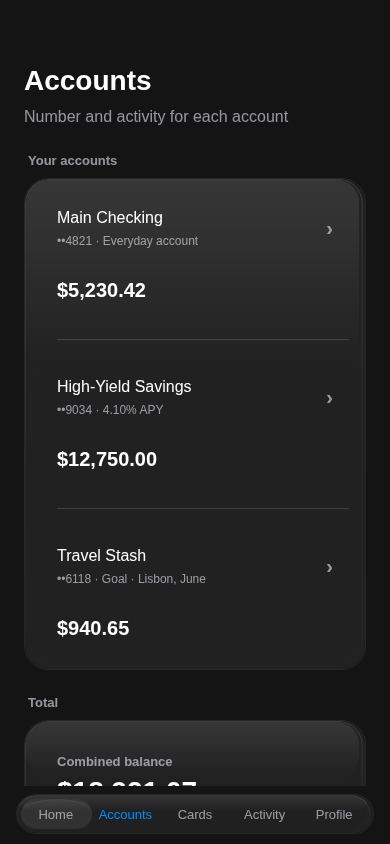 Accounts
Number and activity for each account
Your accounts
Main Checking
••4821 · Everyday account
›
$5,230.42
High-Yield Savings
••9034 · 4.10% APY
›
$12,750.00
Travel Stash
••6118 · Goal · Lisbon, June
›
$940.65
Total
Combined balance
Home Accounts Cards Activity Profile